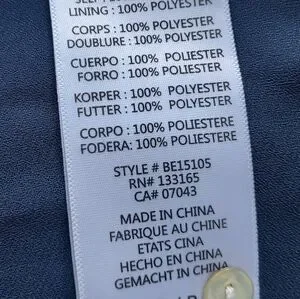 LINING : 100% POLYESTER
CORPS : 100% POLYESTER
DOUBLURE : 100% POLYESTER
CUERPO : 100% POLIESTER
FORRO : 100% POLIESTER
KORPER : 100% POLYESTER
FUTTER : 100% POLYESTER
CORPO : 100% POLIESTERE
FODERA: 100% POLIESTERE
STYLE # BE15105
RN# 133165
CA# 07043
MADE IN CHINA
FABRIQUE AU CHINE
ETATS CINA
HECHO EN CHINA
GEMACHT IN CHINA